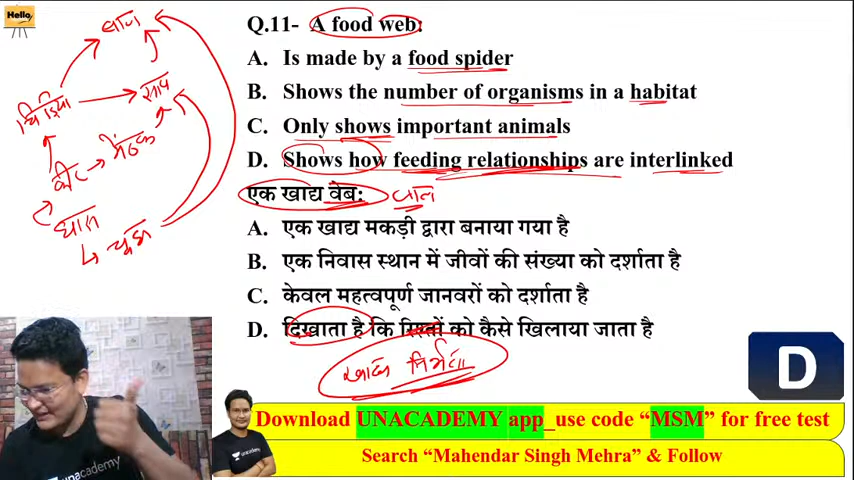 Hello
Q.11- A food web:
A. Is made by a food spider
B. Shows the number of organisms in a habitat
C. Only shows important animals
D. Shows how feeding relationships are interlinked
एक खाद्य वेब: जाल
A. एक खाद्य मकड़ी द्वारा बनाया गया है
B. एक निवास स्थान में जीवों की संख्या को दर्शाता है
C. केवल महत्वपूर्ण जानवरों को दर्शाता है
D. दिखाता है कि रिश्तों को कैसे खिलाया जाता है
बाज
चिड़िया
साप
मेंढक
कीट
घास
चूहा
D
unacademy
Download UNACADEMY app_use code “MSM” for free test
Search “Mahendar Singh Mehra” & Follow